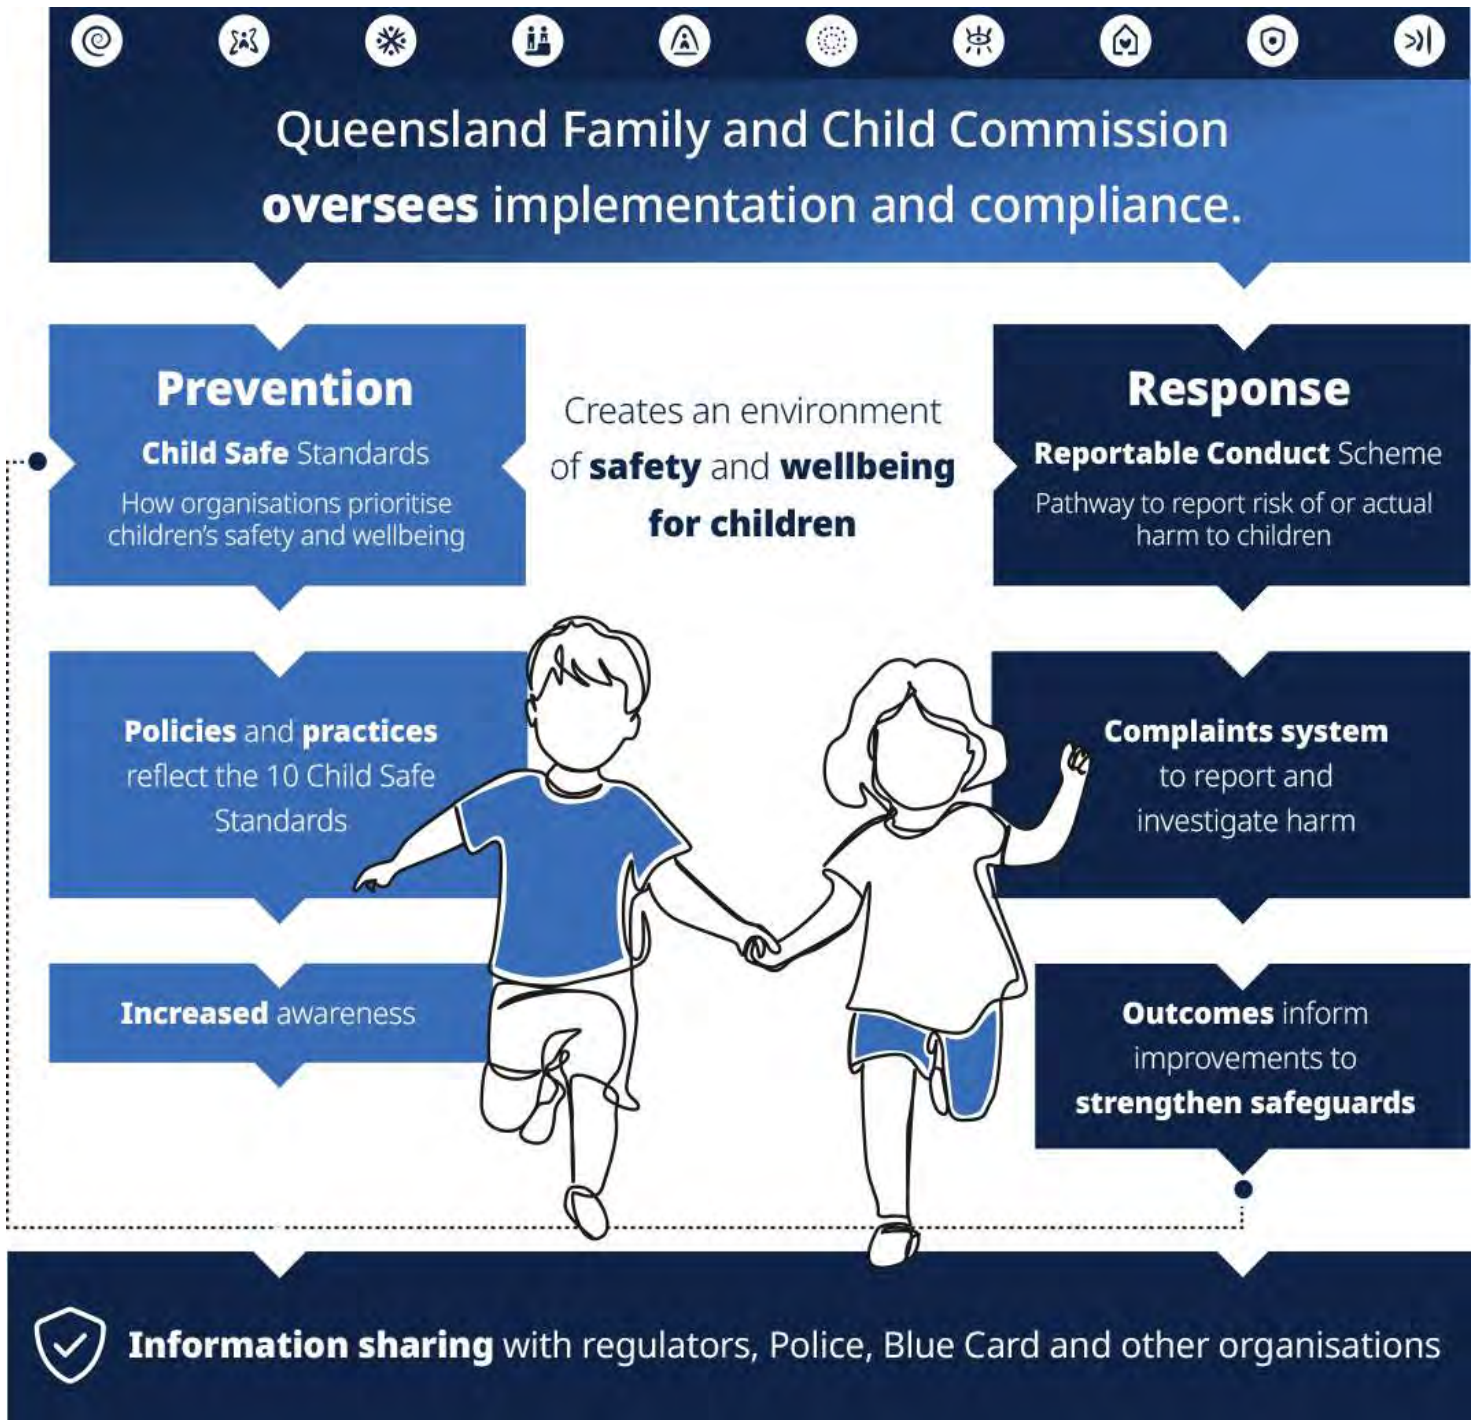 Queensland Family and Child Commission
oversees implementation and compliance.
Prevention
Child Safe Standards
How organisations prioritise
children's safety and wellbeing
Creates an environment
of safety and wellbeing
for children
Response
Reportable Conduct Scheme
Pathway to report risk of or actual
harm to children
Policies and practices
reflect the 10 Child Safe
Standards
Complaints system
to report and
investigate harm
Increased awareness
Outcomes inform
improvements to
strengthen safeguards
Information sharing with regulators, Police, Blue Card and other organisations